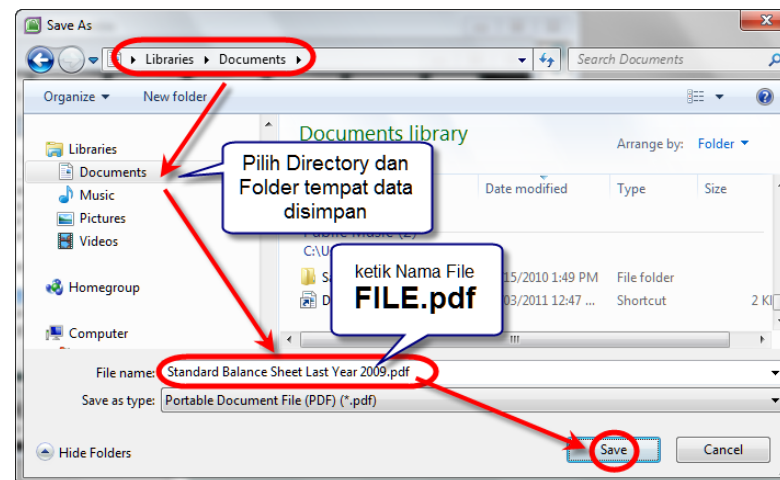 Save As
Libraries Documents
Search Documents
Organize New folder
Documents library
Arrange by: Folder
Libraries
Documents
Music
Pictures
Videos
Homegroup
Computer
Pilih Directory dan
Folder tempat data
disimpan
Date modified Type Size
C:\U
15/2010 1:49 PM File folder
03/2011 12:47 ... Shortcut 2 K
ketik Nama File
FILE.pdf
File name: Standard Balance Sheet Last Year 2009.pdf
Save as type: Portable Document File (PDF) (*.pdf)
Hide Folders
Save Cancel